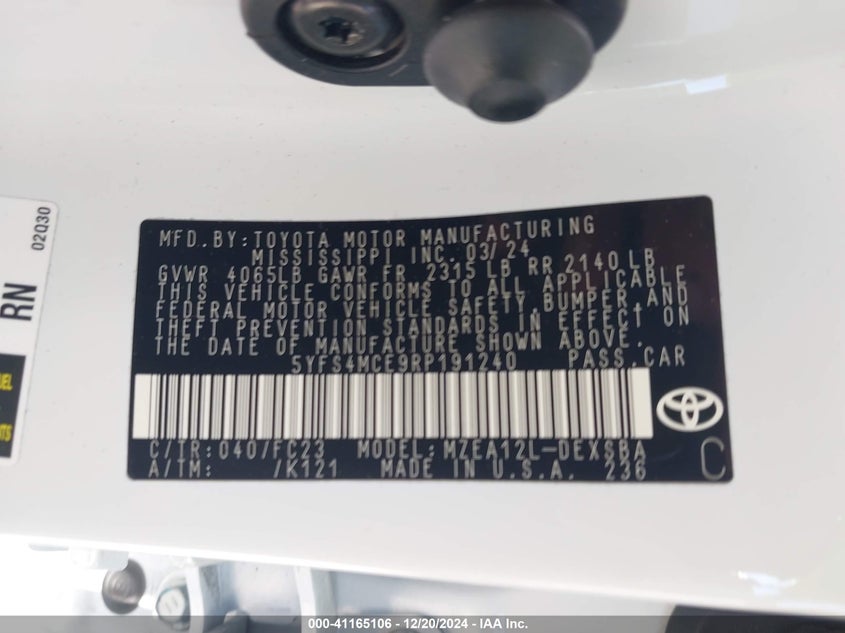 MFD. BY: TOYOTA MOTOR MANUFACTURING
MISSISSIPPI INC. 03/24
GVWR 4065LB GAWR FR 2315 LB RR 2140 LB
THIS VEHICLE CONFORMS TO ALL APPLICABLE
FEDERAL MOTOR VEHICLE SAFETY, BUMPER, AND
THEFT PREVENTION STANDARDS IN EFFECT ON
THE DATE OF MANUFACTURE SHOWN ABOVE.
5YFS4MCE9RP191240 PASS. CAR
C/TR: 040/FC23 MODEL: MZEA12L-DEXSBA
A/TM: /K121 MADE IN U.S.A. 236
C
02Q30
RN
000-41165106 - 12/20/2024 - IAA Inc.